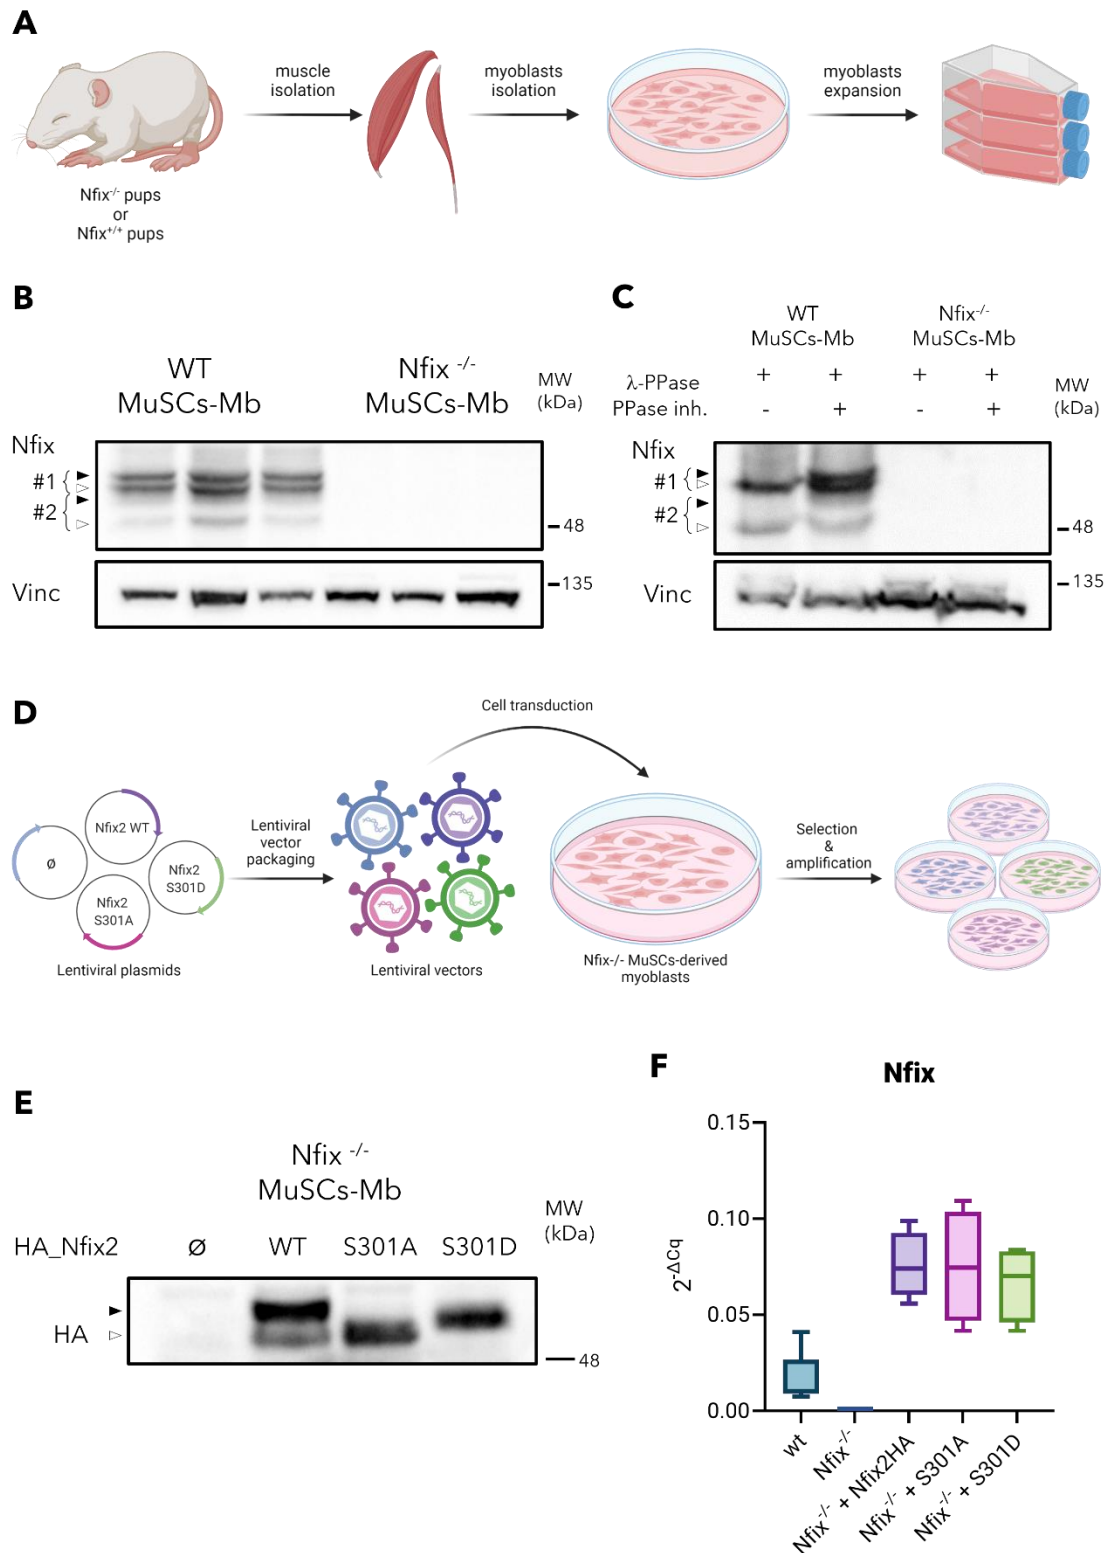 A
muscle
isolation
myoblasts
isolation
myoblasts
expansion
Nfix-/- pups
or
Nfix+/+ pups
B
WT
MuSCs-Mb
Nfix -/-
MuSCs-Mb
MW
(kDa)
Nfix
#1
#2
48
Vinc
135
C
WT
MuSCs-Mb
Nfix-/-
MuSCs-Mb
λ-PPase + + + +
PPase inh. - + - +
MW
(kDa)
Nfix
#1
#2
48
Vinc
135
D
Cell transduction
ø
Nfix2 WT
Nfix2
S301D
Nfix2
S301A
Lentiviral plasmids
Lentiviral
vector
packaging
Lentiviral vectors
Nfix-/- MuSCs-derived
myoblasts
Selection
&
amplification
E
Nfix -/-
MuSCs-Mb
MW
(kDa)
HA_Nfix2 Ø WT S301A S301D
HA
48
F
Nfix
2-ΔCq
0.15
0.10
0.05
0.00
wt
Nfix-/-
Nfix-/- + Nfix2HA
Nfix-/- + S301A
Nfix-/- + S301D